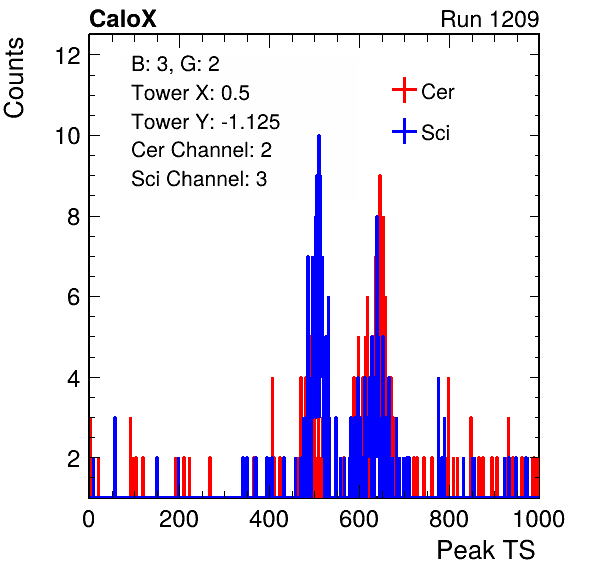 CaloX Run 1209
Counts
12
10
8
6
4
2
B: 3, G: 2
Tower X: 0.5
Tower Y: -1.125
Cer Channel: 2
Sci Channel: 3
Cer
Sci
0 200 400 600 800 1000
Peak TS